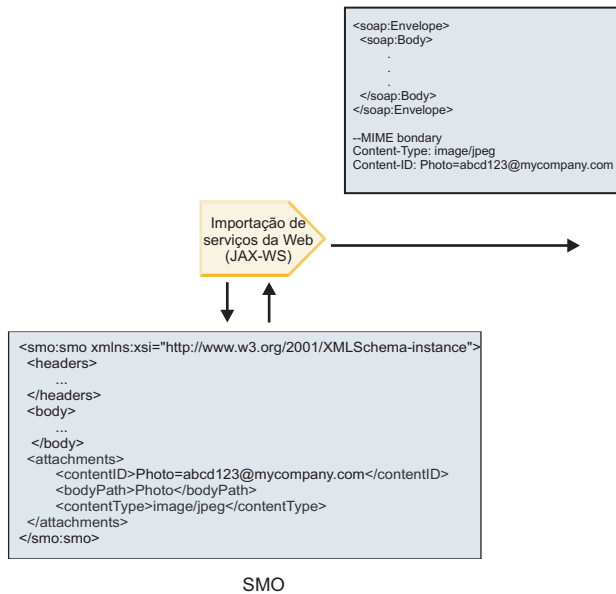 <soap:Envelope>
<soap:Body>
.
.
.
</soap:Body>
</soap:Envelope>
--MIME bondary
Content-Type: image/jpeg
Content-ID: Photo=abcd123@mycompany.com
Importação de
serviços da Web
(JAX-WS)
<smo:smo xmlns:xsi="http://www.w3.org/2001/XMLSchema-instance">
<headers>
...
</headers>
<body>
...
</body>
<attachments>
<contentID>Photo=abcd123@mycompany.com</contentID>
<bodyPath>Photo</bodyPath>
<contentType>image/jpeg</contentType>
</attachments>
</smo:smo>
SMO